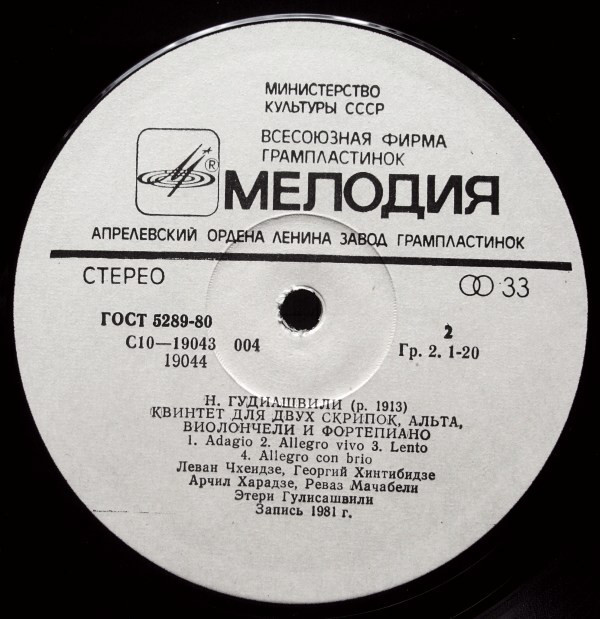 МИНИСТЕРСТВО
КУЛЬТУРЫ СССР
ВСЕСОЮЗНАЯ ФИРМА
ГРАМПЛАСТИНОК
®
МЕЛОДИЯ
АПРЕЛЕВСКИЙ ОРДЕНА ЛЕНИНА ЗАВОД ГРАМПЛАСТИНОК
СТЕРЕО
33
ГОСТ 5289-80
2
С10—19043 004
Гр. 2. 1-20
19044
Н. ГУДИАШВИЛИ (р. 1913)
КВИНТЕТ ДЛЯ ДВУХ СКРИПОК, АЛЬТА,
ВИОЛОНЧЕЛИ И ФОРТЕПИАНО
1. Adagio 2. Allegro vivo 3. Lento
4. Allegro con brio
Леван Чхеидзе, Георгий Хинтибидзе
Арчил Харадзе, Реваз Мачабели
Этери Гулисашвили
Запись 1981 г.